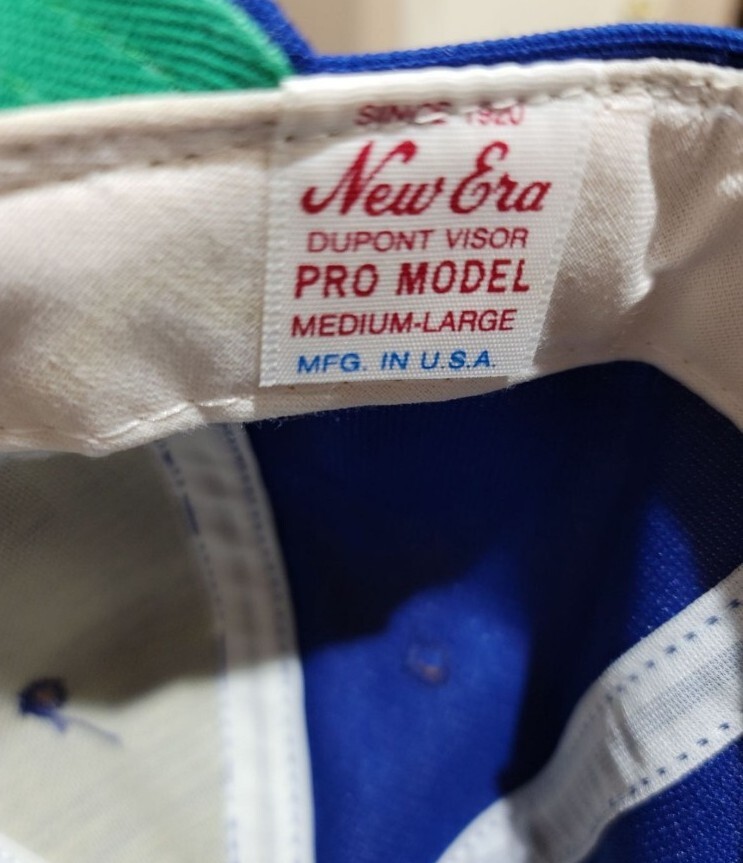 SINCE 1920
New Era
DUPONT VISOR
PRO MODEL
MEDIUM-LARGE
MFG. IN U.S.A.